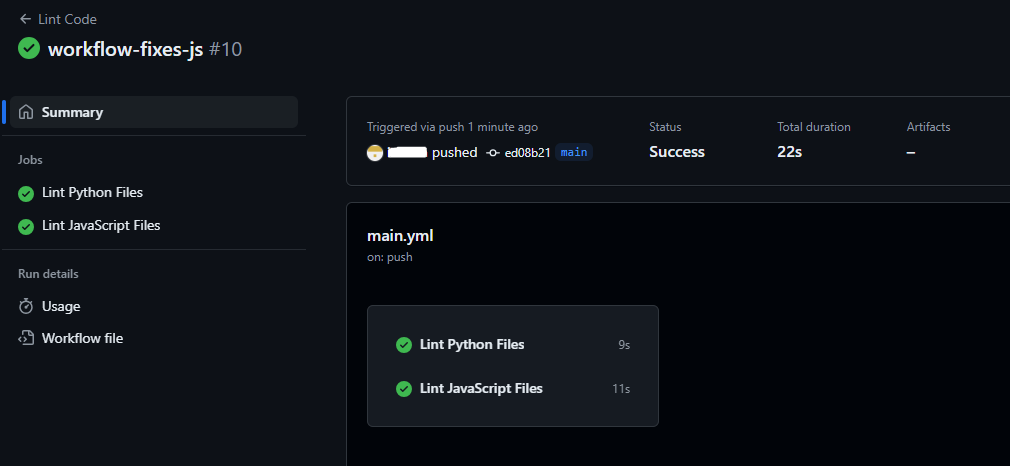 Lint Code
workflow-fixes-js #10
Summary
Jobs
Lint Python Files
Lint JavaScript Files
Run details
Usage
Workflow file
Triggered via push 1 minute ago
pushed ed08b21 main
Status
Success
Total duration
22s
Artifacts
–
main.yml
on: push
Lint Python Files 9s
Lint JavaScript Files 11s